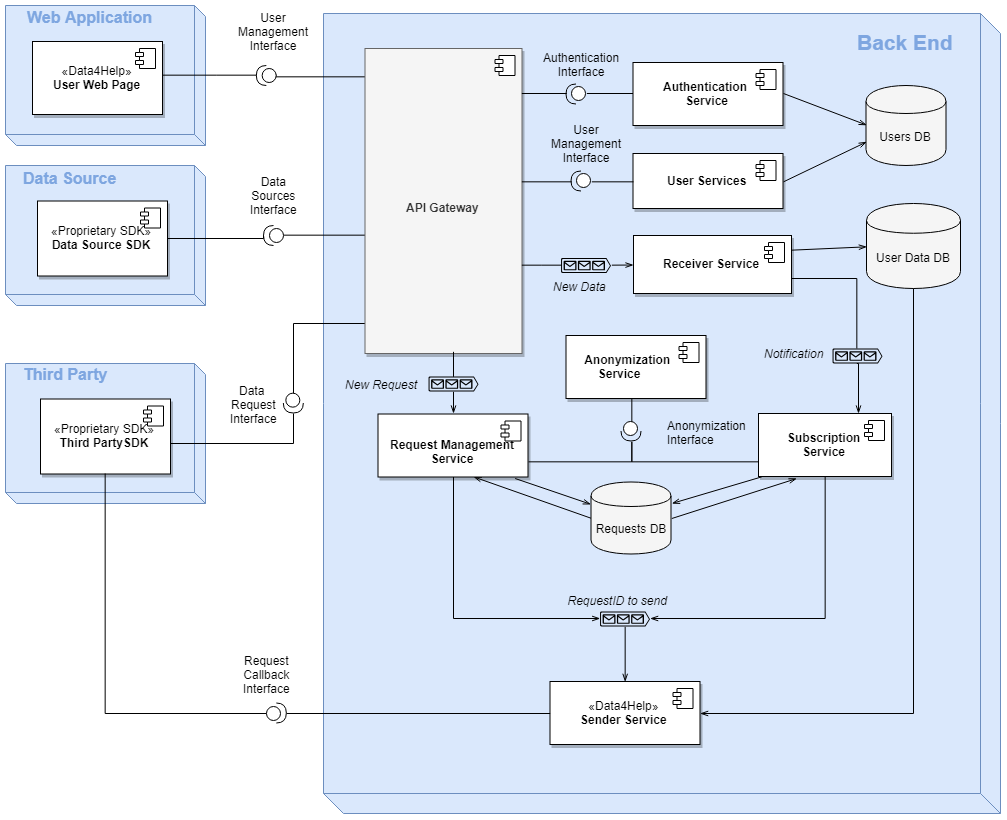 Web Application
«Data4Help»
User Web Page
User
Management
Interface
Back End
Authentication
Interface
Authentication
Service
Users DB
User
Management
Interface
User Services
API Gateway
Data Source
«Proprietary SDK»
Data Source SDK
Data
Sources
Interface
New Data
Receiver Service
User Data DB
Notification
Anonymization
Service
New Request
Third Party
«Proprietary SDK»
Third PartySDK
Data
Request
Interface
Request Management
Service
Anonymization
Interface
Subscription
Service
Requests DB
RequestID to send
Request
Callback
Interface
«Data4Help»
Sender Service